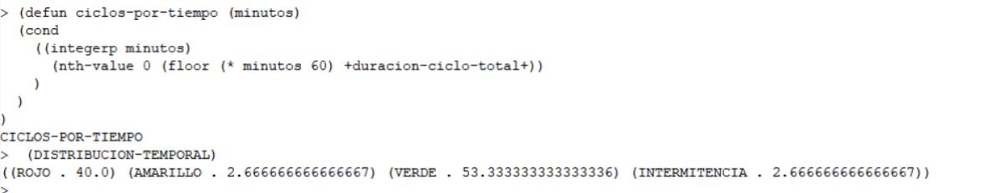 > (defun ciclos-por-tiempo (minutos)
  (cond
    ((integerp minutos)
      (nth-value 0 (floor (* minutos 60) +duracion-ciclo-total+))
    )
  )
)
CICLOS-POR-TIEMPO
>  (DISTRIBUCION-TEMPORAL)
((ROJO . 40.0) (AMARILLO . 2.666666666666667) (VERDE . 53.333333333333336) (INTERMITENCIA . 2.666666666666667))
>